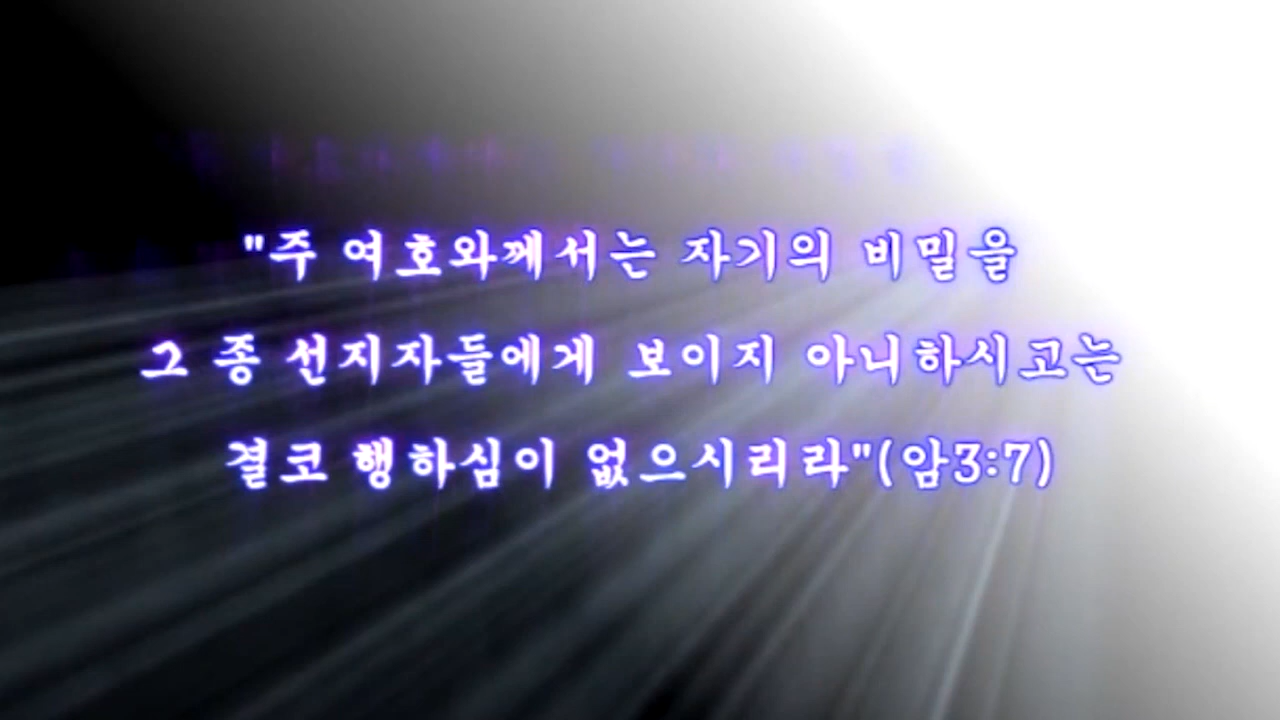 "주 여호와께서는 자기의 비밀을
그 종 선지자들에게 보이지 아니하시고는
결코 행하심이 없으시리라"(암3:7)